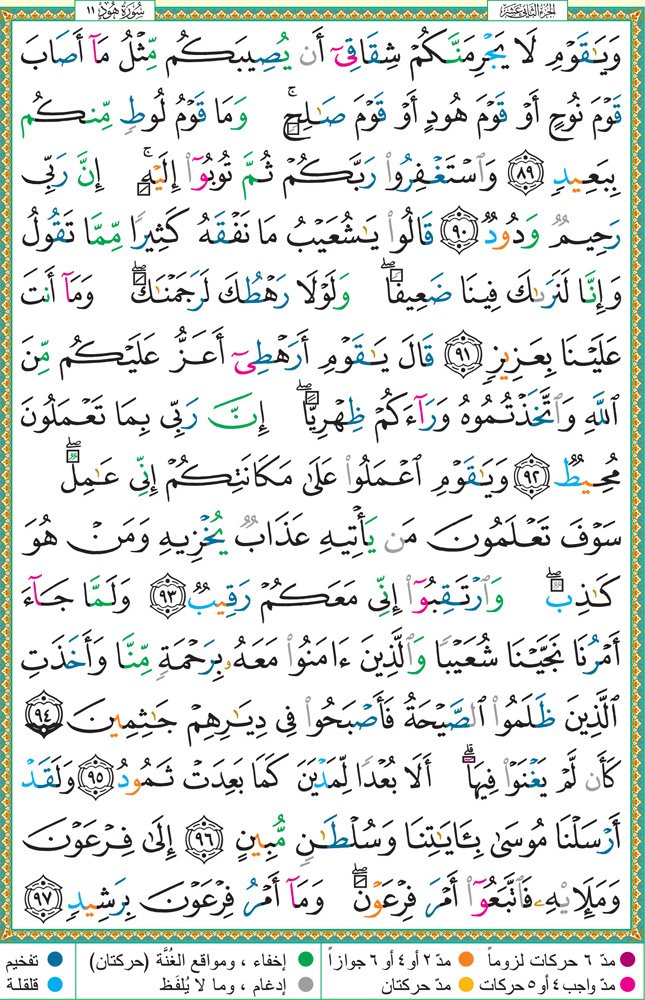 سُورَةُ هُودٍ ١١
الجزء الثاني عشر
وَيَٰقَوْمِ لَا يَجْرِمَنَّكُمْ شِقَاقِىٓ أَن يُصِيبَكُم مِّثْلُ مَآ أَصَابَ
قَوْمَ نُوحٍ أَوْ قَوْمَ هُودٍ أَوْ قَوْمَ صَٰلِحٍ ۚ وَمَا قَوْمُ لُوطٍ مِّنكُم
بِبَعِيدٍ ٨٩ وَٱسْتَغْفِرُوا۟ رَبَّكُمْ ثُمَّ تُوبُوٓا۟ إِلَيْهِ ۚ إِنَّ رَبِّى
رَحِيمٌ وَدُودٌ ٩٠ قَالُوا۟ يَٰشُعَيْبُ مَا نَفْقَهُ كَثِيرًا مِّمَّا تَقُولُ
وَإِنَّا لَنَرَىٰكَ فِينَا ضَعِيفًا ۖ وَلَوْلَا رَهْطُكَ لَرَجَمْنَٰكَ ۖ وَمَآ أَنتَ
عَلَيْنَا بِعَزِيزٍ ٩١ قَالَ يَٰقَوْمِ أَرَهْطِىٓ أَعَزُّ عَلَيْكُم مِّنَ
ٱللَّهِ وَٱتَّخَذْتُمُوهُ وَرَآءَكُمْ ظِهْرِيًّا ۖ إِنَّ رَبِّى بِمَا تَعْمَلُونَ
مُحِيطٌ ٩٢ وَيَٰقَوْمِ ٱعْمَلُوا۟ عَلَىٰ مَكَانَتِكُمْ إِنِّى عَٰمِلٌ ۖ
سَوْفَ تَعْلَمُونَ مَن يَأْتِيهِ عَذَابٌ يُخْزِيهِ وَمَنْ هُوَ
كَٰذِبٌ ۖ وَٱرْتَقِبُوٓا۟ إِنِّى مَعَكُمْ رَقِيبٌ ٩٣ وَلَمَّا جَآءَ
أَمْرُنَا نَجَّيْنَا شُعَيْبًا وَٱلَّذِينَ ءَامَنُوا۟ مَعَهُۥ بِرَحْمَةٍ مِّنَّا وَأَخَذَتِ
ٱلَّذِينَ ظَلَمُوا۟ ٱلصَّيْحَةُ فَأَصْبَحُوا۟ فِى دِيَٰرِهِمْ جَٰثِمِينَ ٩٤
كَأَن لَّمْ يَغْنَوْا۟ فِيهَآ ۗ أَلَا بُعْدًا لِّمَدْيَنَ كَمَا بَعِدَتْ ثَمُودُ ٩٥ وَلَقَدْ
أَرْسَلْنَا مُوسَىٰ بِـَٔايَٰتِنَا وَسُلْطَٰنٍ مُّبِينٍ ٩٦ إِلَىٰ فِرْعَوْنَ
وَمَلَإِي۟هِۦ فَٱتَّبَعُوٓا۟ أَمْرَ فِرْعَوْنَ ۖ وَمَآ أَمْرُ فِرْعَوْنَ بِرَشِيدٍ ٩٧
مدّ ٦ حركات لزوماً مدّ ٢ أو ٤ أو ٦ جوازاً إخفاء، ومواقع الغُنَّة (حركتان) تفخيم
مدّ واجب ٤ أو ٥ حركات مدّ حركتان إدغام، وما لا يُلفَظ قلقلة